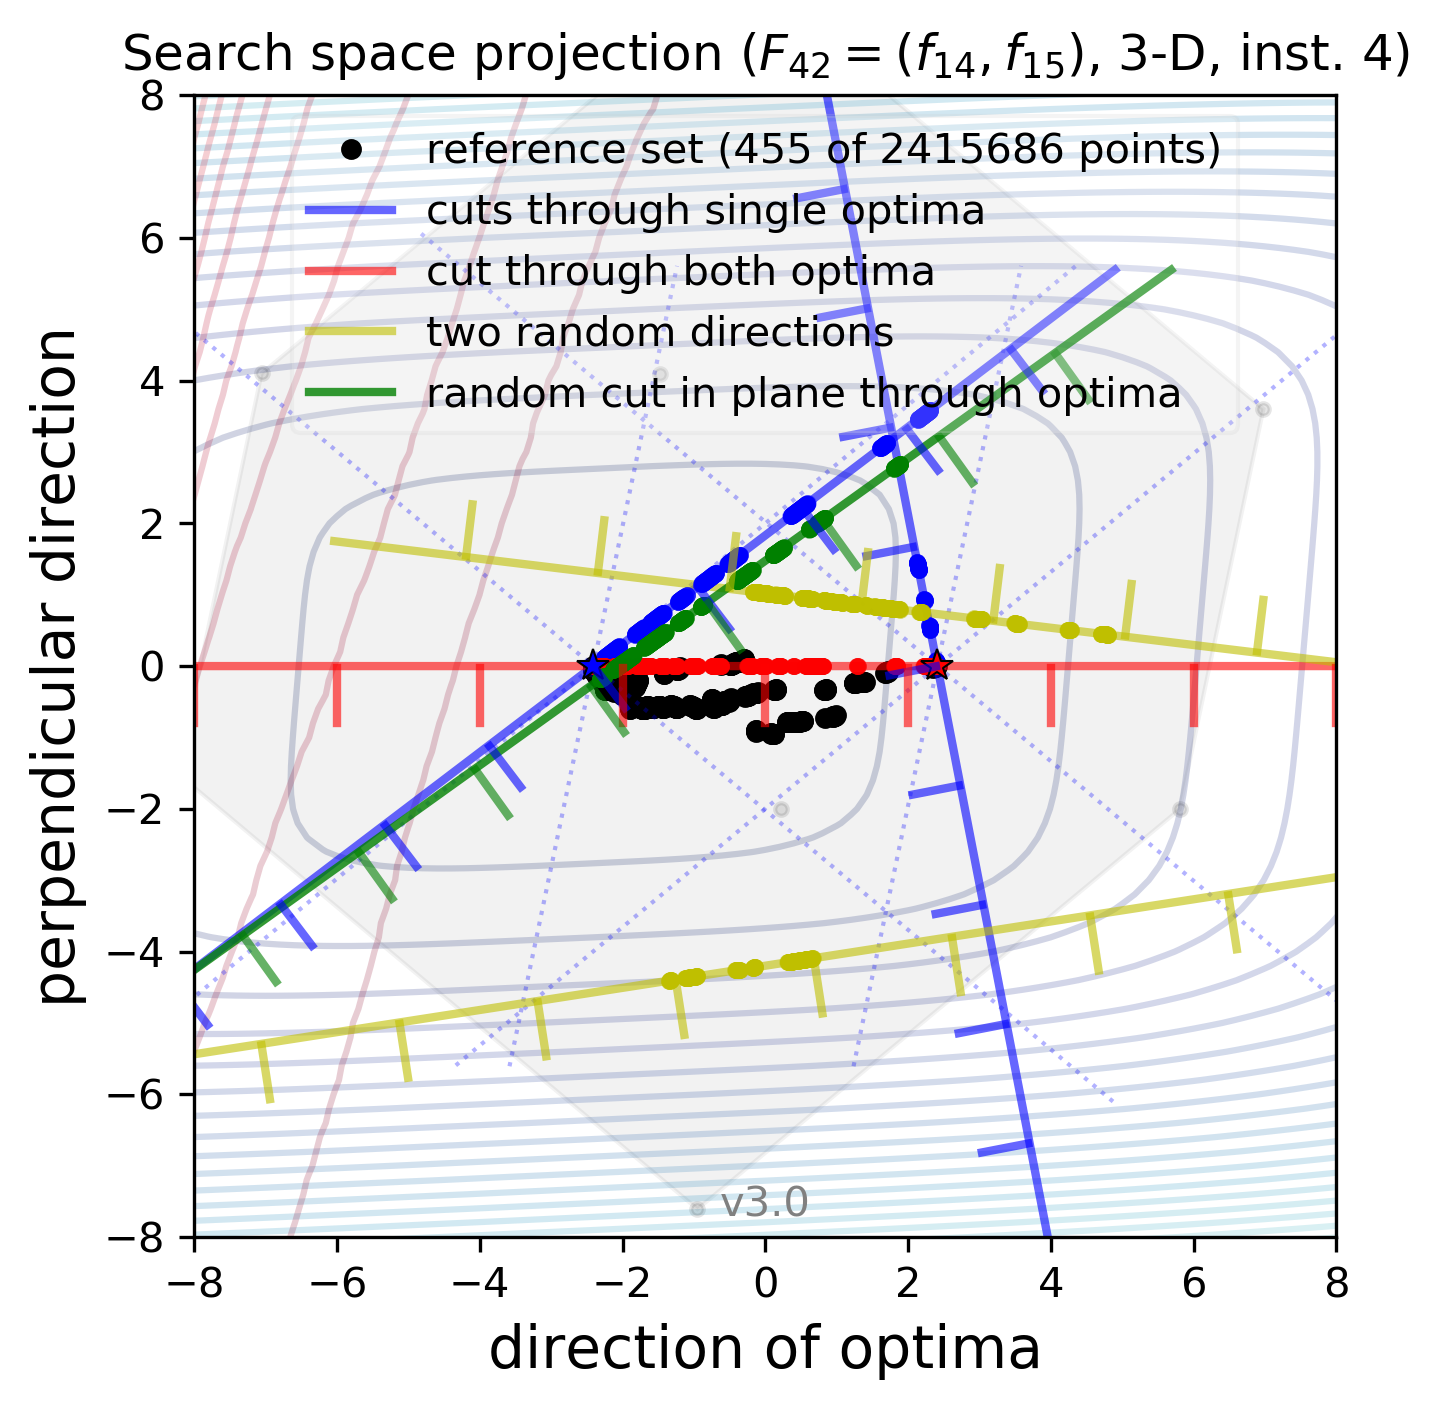 Search space projection (F₄₂ = (f₁₄, f₁₅), 3-D, inst. 4)
reference set (455 of 2415686 points)
cuts through single optima
cut through both optima
two random directions
random cut in plane through optima
perpendicular direction
8
6
4
2
0
−2
−4
−6
−8
v3.0
−8 −6 −4 −2 0 2 4 6 8
direction of optima